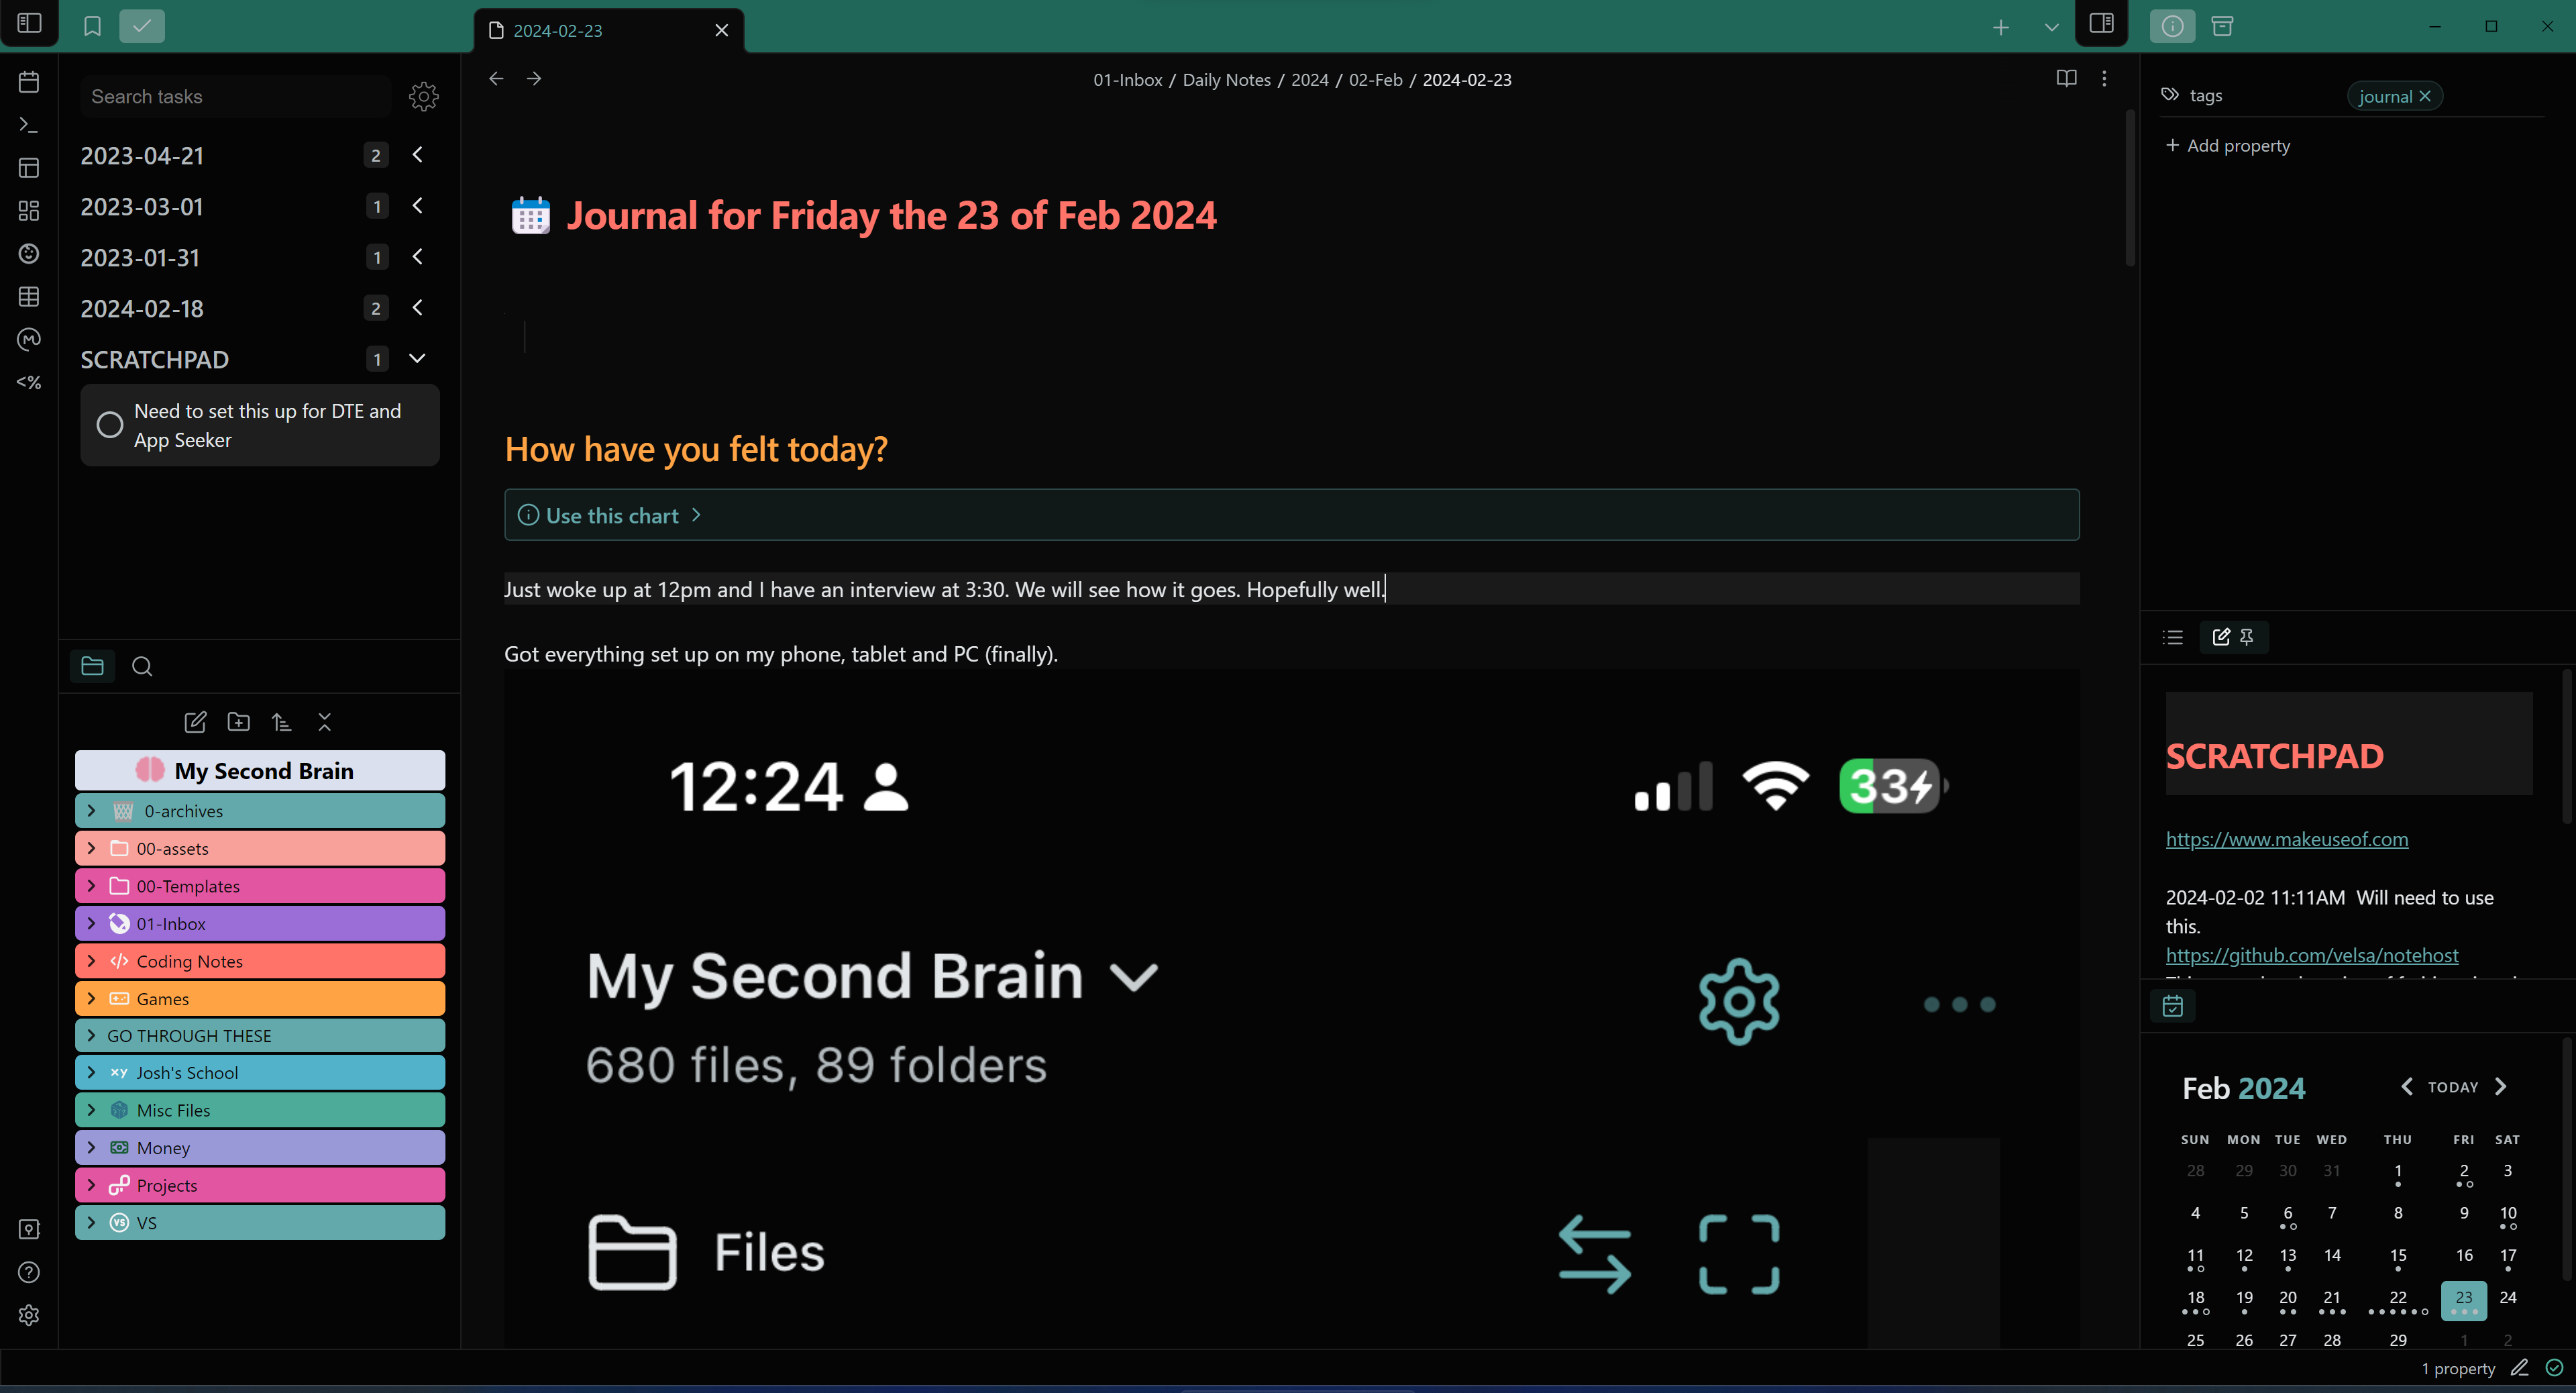 2024-02-23
Search tasks
2023-04-21 2
2023-03-01 1
2023-01-31 1
2024-02-18 2
SCRATCHPAD 1
Need to set this up for DTE and
App Seeker
<%
My Second Brain
0-archives
00-assets
00-Templates
01-Inbox
Coding Notes
Games
GO THROUGH THESE
xy Josh's School
Misc Files
Money
Projects
VS VS
01-Inbox / Daily Notes / 2024 / 02-Feb / 2024-02-23
Journal for Friday the 23 of Feb 2024
How have you felt today?
Use this chart
Just woke up at 12pm and I have an interview at 3:30. We will see how it goes. Hopefully well.
Got everything set up on my phone, tablet and PC (finally).
12:24 33
My Second Brain
680 files, 89 folders
Files
tags journal
Add property
SCRATCHPAD
https://www.makeuseof.com
2024-02-02 11:11AM Will need to use
this.
https://github.com/velsa/notehost
Feb 2024 TODAY
SUN MON TUE WED THU FRI SAT
28 29 30 31 1 2 3
4 5 6 7 8 9 10
11 12 13 14 15 16 17
18 19 20 21 22 23 24
25 26 27 28 29 1 2
1 property